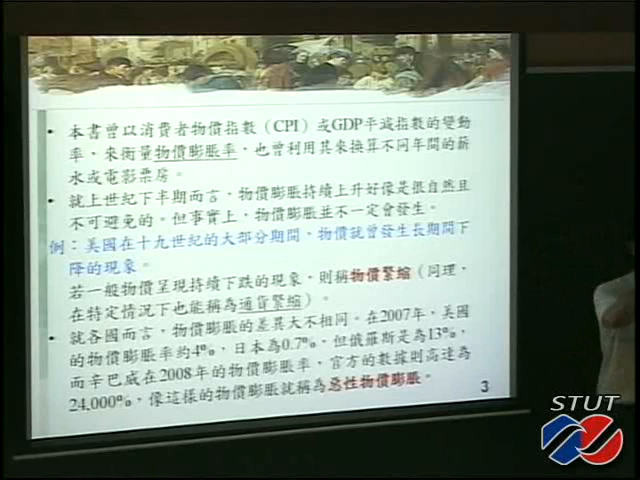 • 本書曾以消費者物價指數（CPI）或GDP平減指數的變動
率，來衡量物價膨脹率，也曾利用其來換算不同年間的薪
水或電影票房。
• 就上世紀下半期而言，物價膨脹持續上升好像是很自然且
不可避免的。但事實上，物價膨脹並不一定會發生。
例：美國在十九世紀的大部分期間，物價就曾發生長期間下
降的現象。
若一般物價呈現持續下跌的現象，則稱物價緊縮（同理，
在特定情況下也能稱為通貨緊縮）。
• 就各國而言，物價膨脹的差異大不相同。在2007年，美國
的物價膨脹率約4%，日本為0.7%，但俄羅斯是為13%，
而辛巴威在2008年的物價膨脹率，官方的數據則高達為
24,000%，像這樣的物價膨脹就稱為惡性物價膨脹。
3
STUT